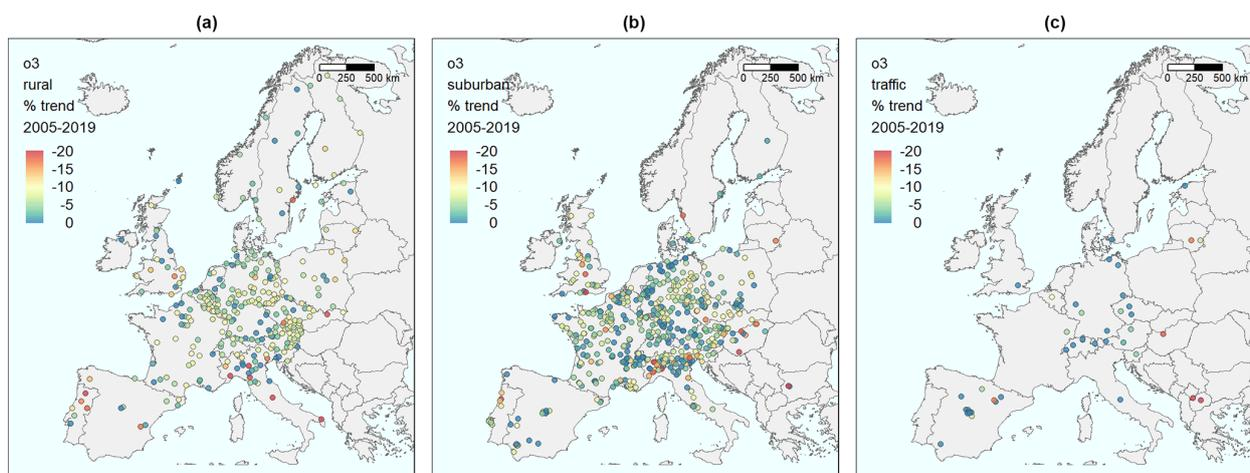 (a)
o3
rural
% trend
2005-2019
-20
-15
-10
-5
0
0 250 500 km
(b)
o3
suburban
% trend
2005-2019
-20
-15
-10
-5
0
0 250 500 km
(c)
o3
traffic
% trend
2005-2019
-20
-15
-10
-5
0
0 250 500 km